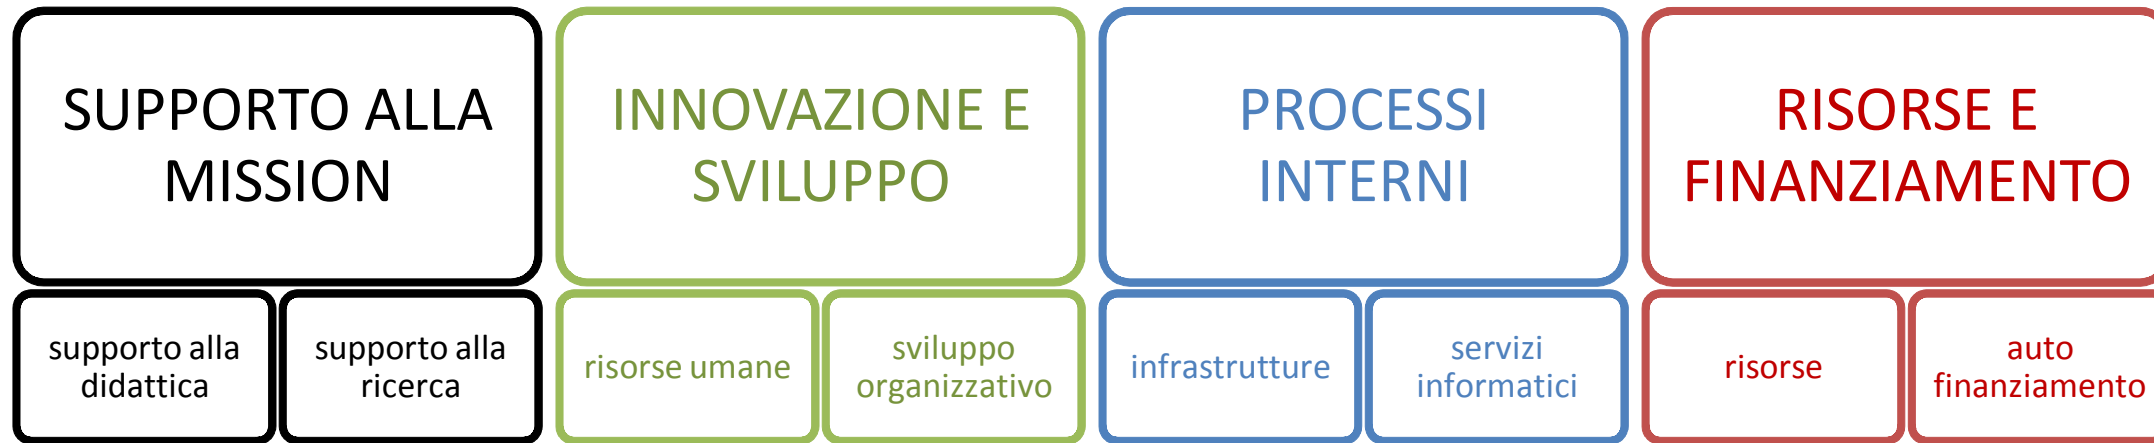 SUPPORTO ALLA
MISSION
INNOVAZIONE E
SVILUPPO
PROCESSI
INTERNI
RISORSE E
FINANZIAMENTO
supporto alla
didattica
supporto alla
ricerca
risorse umane
sviluppo
organizzativo
infrastrutture
servizi
informatici
risorse
auto
finanziamento